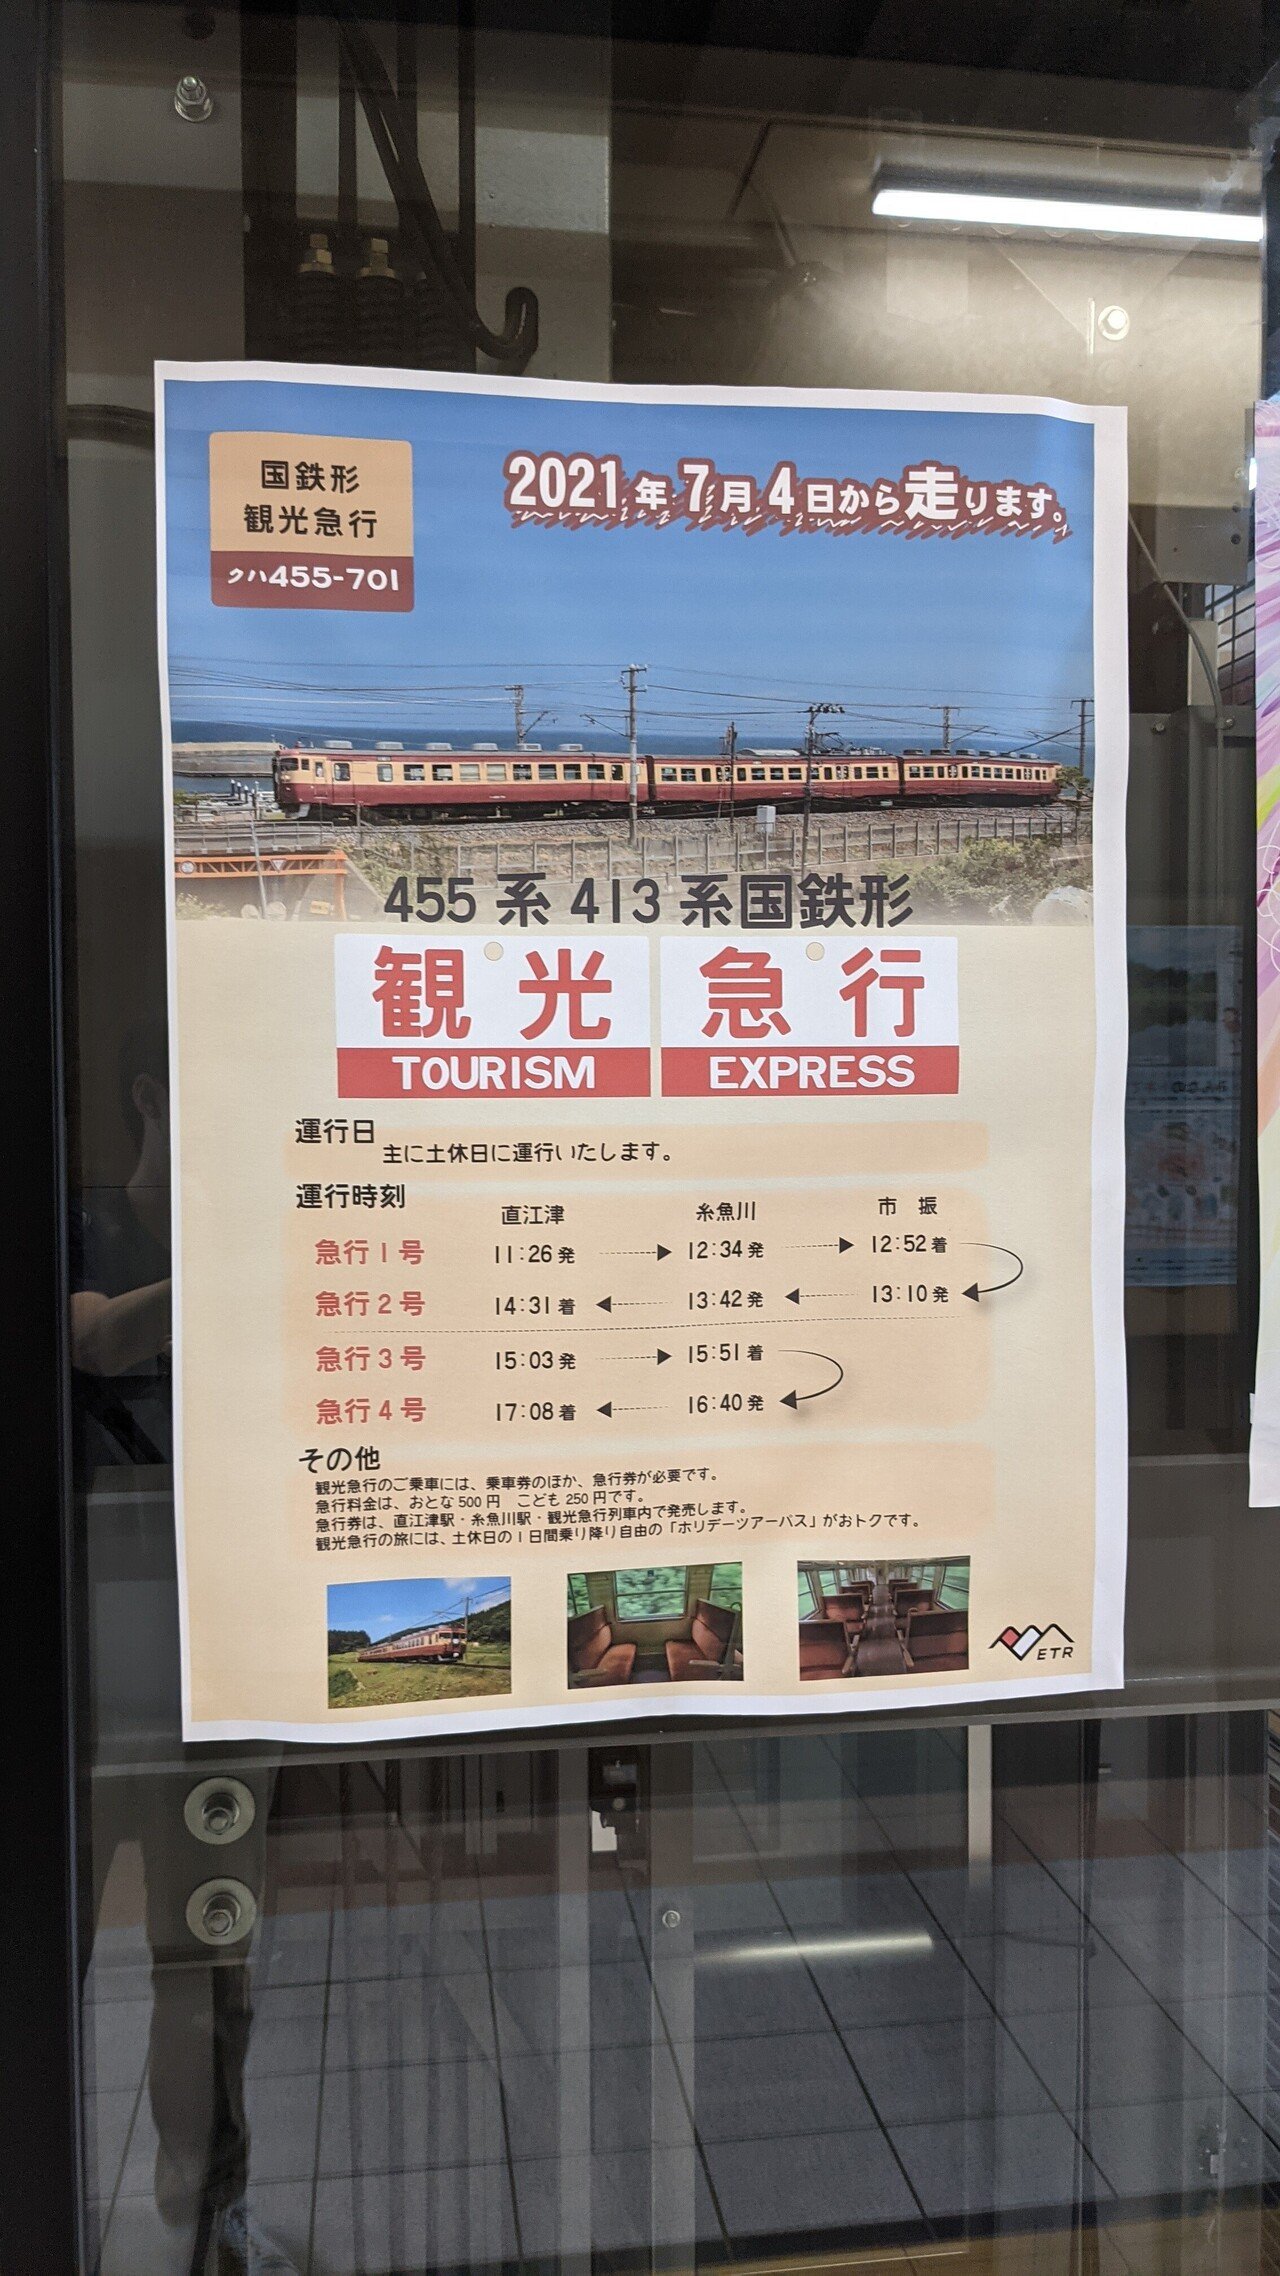 国鉄形
観光急行
クハ455-701
2021年7月4日から走ります。
455系413系国鉄形
観光 急行
TOURISM EXPRESS
運行日
主に土休日に運行いたします。
運行時刻
直江津 糸魚川 市振
急行1号 11:26発 12:34発 12:52着
急行2号 14:31着 13:42発 13:10発
急行3号 15:03発 15:51着
急行4号 17:08着 16:40発
その他
観光急行のご乗車には、乗車券のほか、急行券が必要です。
急行料金は、おとな500円 こども250円です。
急行券は、直江津駅・糸魚川駅・観光急行列車内で発売します。
観光急行の旅には、土休日の1日間乗り降り自由の「ホリデーツアーパス」がおトクです。
ETR